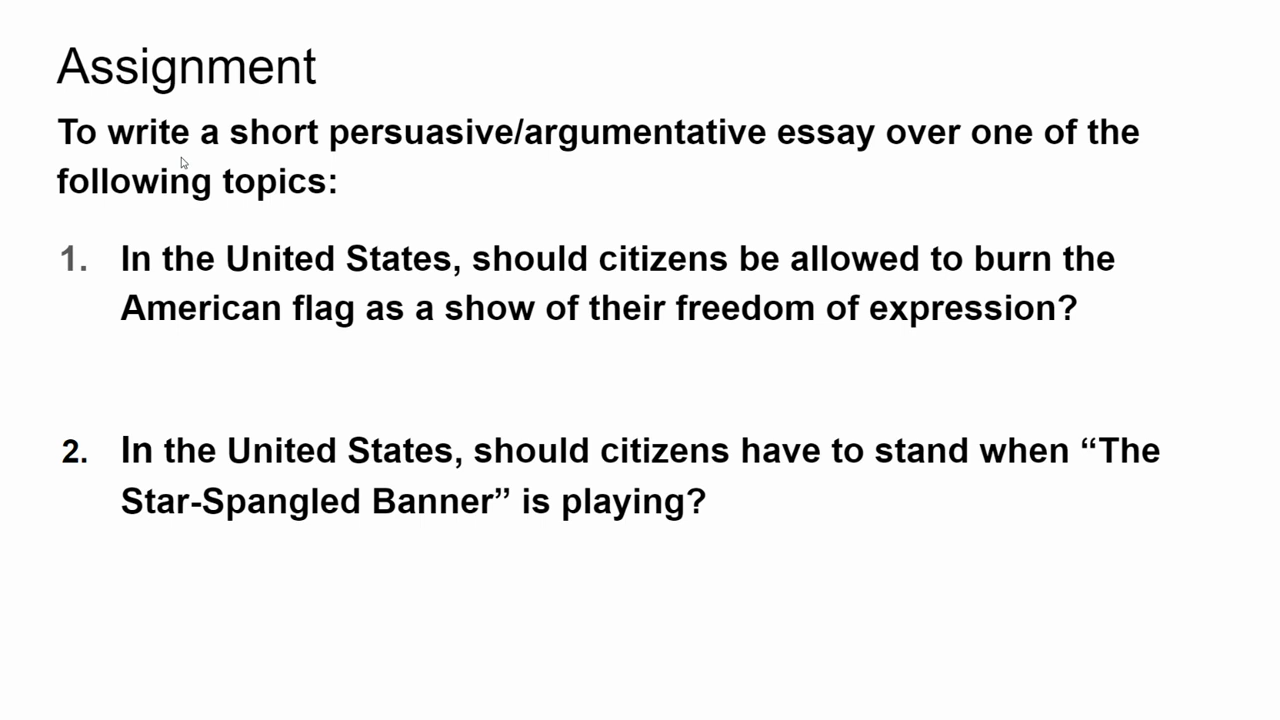 Assignment
To write a short persuasive/argumentative essay over one of the
following topics:
1. In the United States, should citizens be allowed to burn the
American flag as a show of their freedom of expression?
2. In the United States, should citizens have to stand when “The
Star-Spangled Banner” is playing?